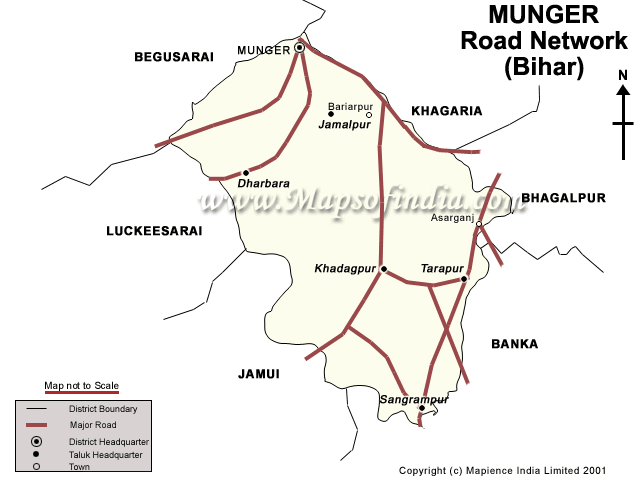 MUNGER
Road Network
(Bihar)
N
BEGUSARAI
MUNGER
KHAGARIA
Bariarpur
Jamalpur
Dharbara
www.Mapsofindia.com
BHAGALPUR
Asarganj
LUCKEESARAI
Khadagpur
Tarapur
BANKA
JAMUI
Sangrampur
Map not to Scale
District Boundary
Major Road
District Headquarter
Taluk Headquarter
Town
Copyright (c) Mapience India Limited 2001